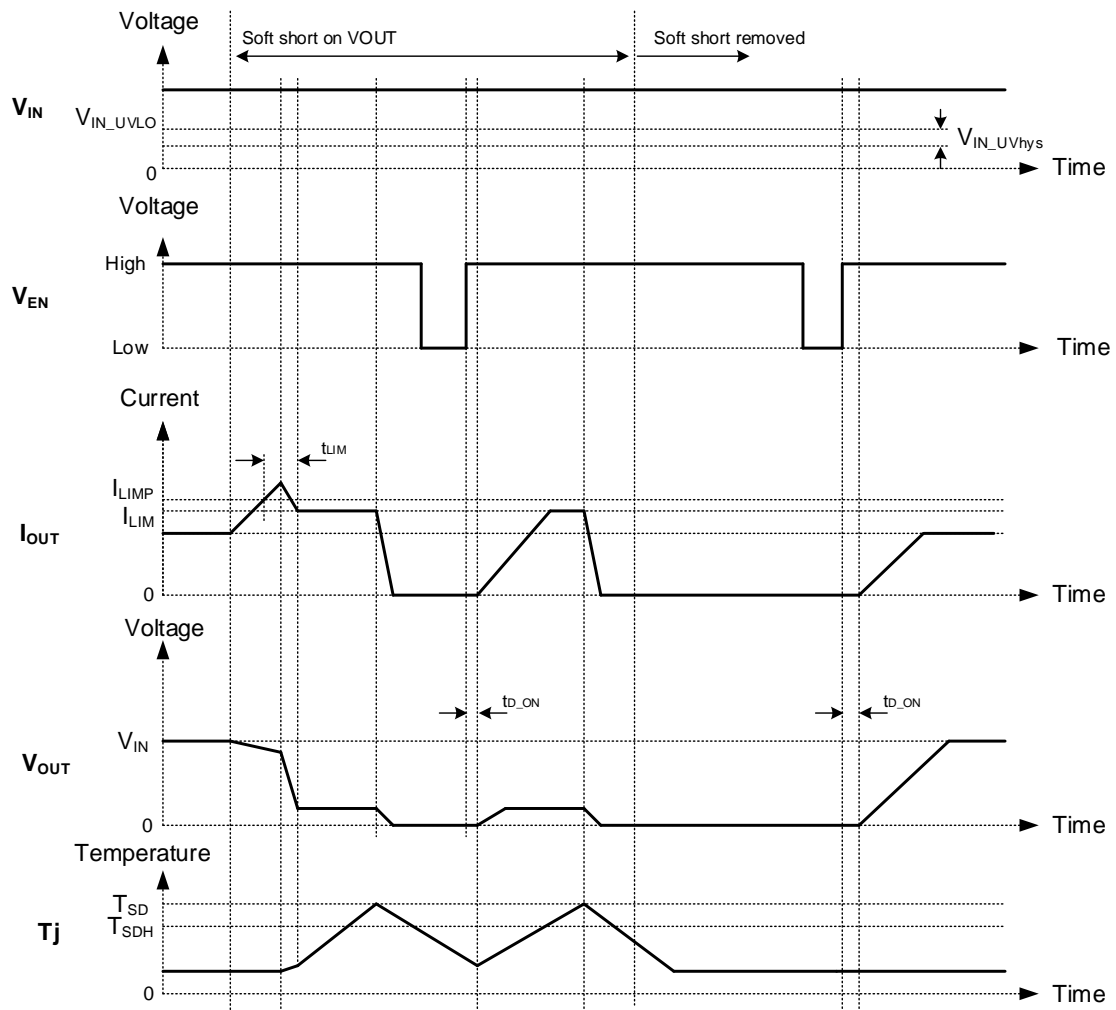 Voltage
Soft short on VOUT
Soft short removed
VIN
VIN_UVLO
VIN_UVhys
0
Time
Voltage
High
VEN
Low
Time
Current
tLIM
ILIMP
ILIM
IOUT
0
Time
Voltage
tD_ON
tD_ON
VIN
VOUT
0
Time
Temperature
TSD
TSDH
Tj
0
Time